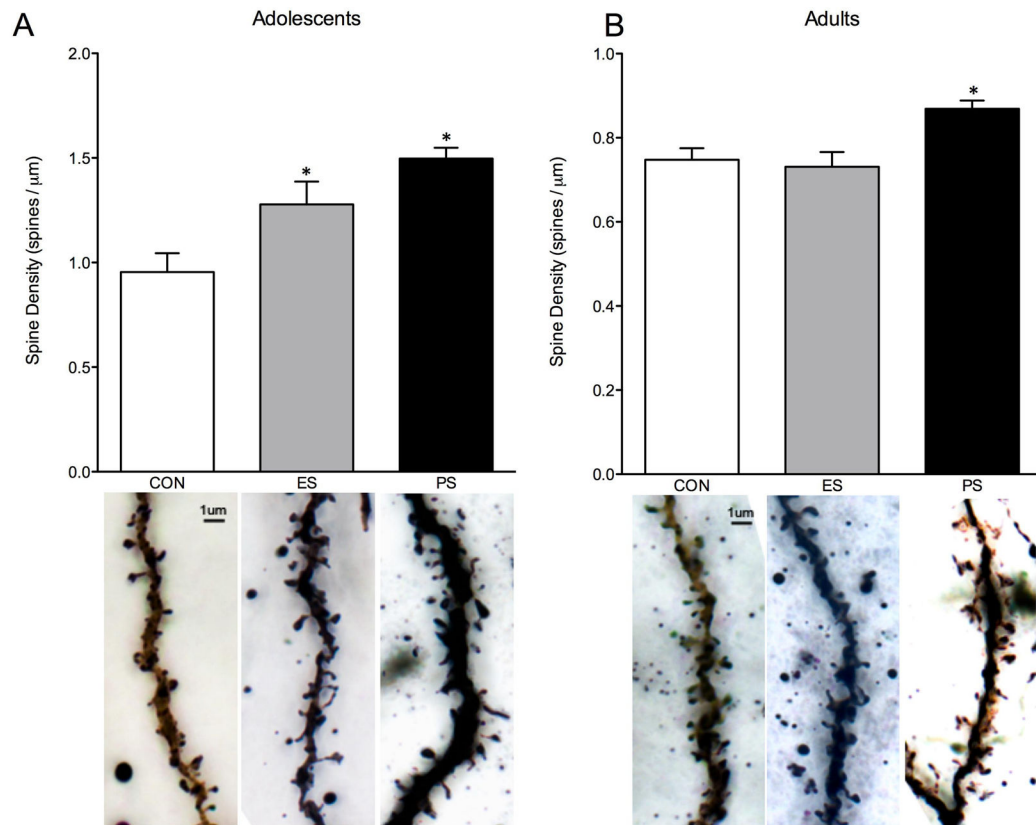 A
Adolescents
Spine Density (spines / μm)
2.0
1.5
1.0
0.5
0.0
*
*
CON
ES
PS
1um
B
Adults
Spine Density (spines / μm)
1.0
0.8
0.6
0.4
0.2
0.0
*
CON
ES
PS
1um